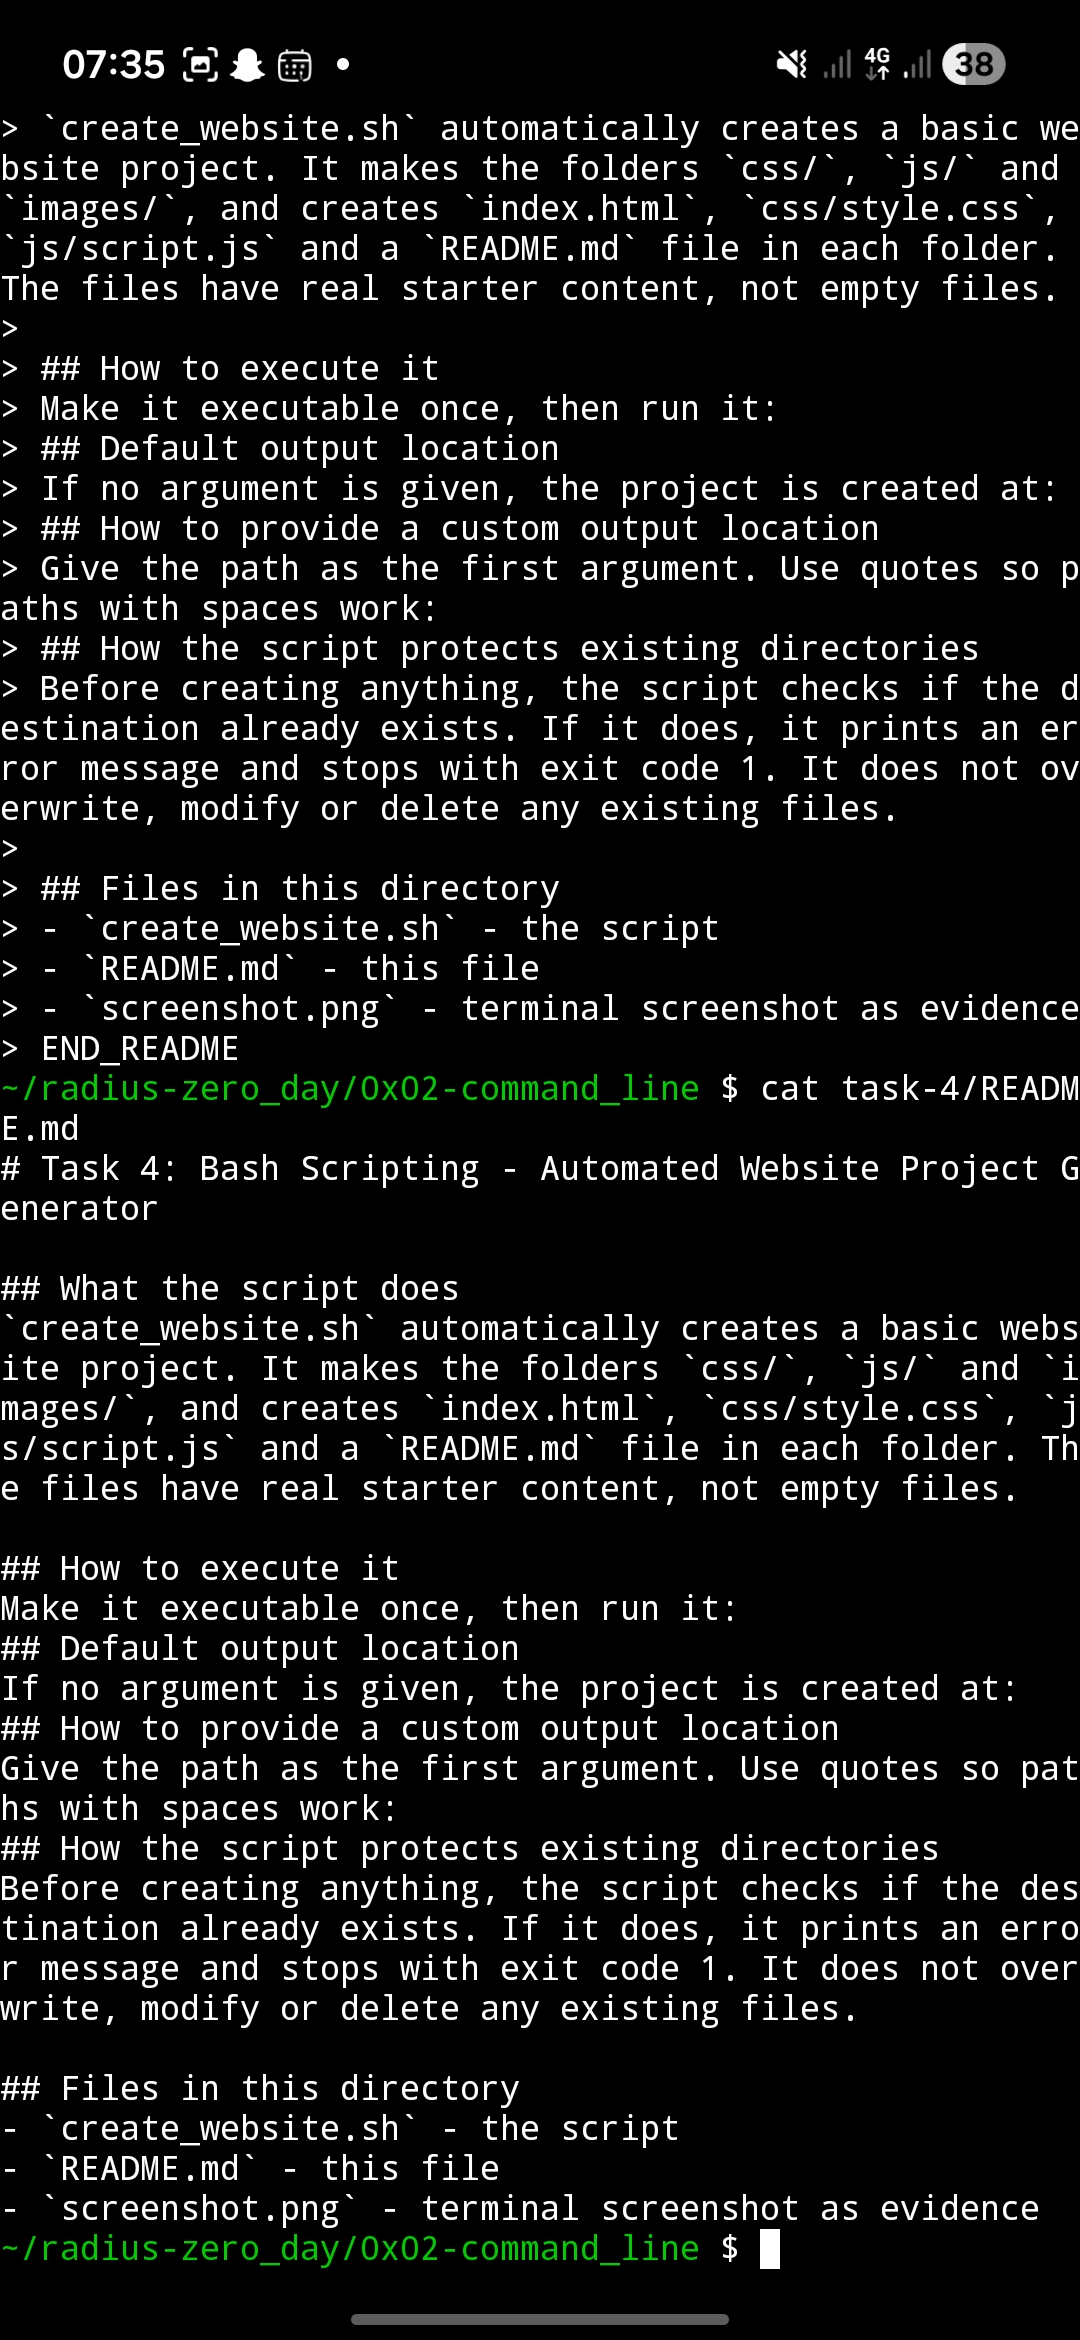 07:35 4G 38
> `create_website.sh` automatically creates a basic we
bsite project. It makes the folders `css/`, `js/` and
`images/`, and creates `index.html`, `css/style.css`,
`js/script.js` and a `README.md` file in each folder.
The files have real starter content, not empty files.
>
> ## How to execute it
> Make it executable once, then run it:
> ## Default output location
> If no argument is given, the project is created at:
> ## How to provide a custom output location
> Give the path as the first argument. Use quotes so p
aths with spaces work:
> ## How the script protects existing directories
> Before creating anything, the script checks if the d
estination already exists. If it does, it prints an er
ror message and stops with exit code 1. It does not ov
erwrite, modify or delete any existing files.
>
> ## Files in this directory
> - `create_website.sh` - the script
> - `README.md` - this file
> - `screenshot.png` - terminal screenshot as evidence
> END_README
~/radius-zero_day/0x02-command_line $ cat task-4/READM
E.md
# Task 4: Bash Scripting - Automated Website Project G
enerator

## What the script does
`create_website.sh` automatically creates a basic webs
ite project. It makes the folders `css/`, `js/` and `i
mages/`, and creates `index.html`, `css/style.css`, `j
s/script.js` and a `README.md` file in each folder. Th
e files have real starter content, not empty files.

## How to execute it
Make it executable once, then run it:
## Default output location
If no argument is given, the project is created at:
## How to provide a custom output location
Give the path as the first argument. Use quotes so pat
hs with spaces work:
## How the script protects existing directories
Before creating anything, the script checks if the des
tination already exists. If it does, it prints an erro
r message and stops with exit code 1. It does not over
write, modify or delete any existing files.

## Files in this directory
- `create_website.sh` - the script
- `README.md` - this file
- `screenshot.png` - terminal screenshot as evidence
~/radius-zero_day/0x02-command_line $